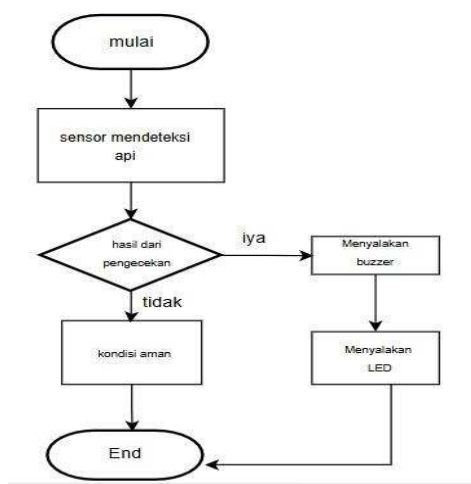 mulai
sensor mendeteksi
api
hasil dari
pengecekan
iya
Menyalakan
buzzer
tidak
kondisi aman
Menyalakan
LED
End